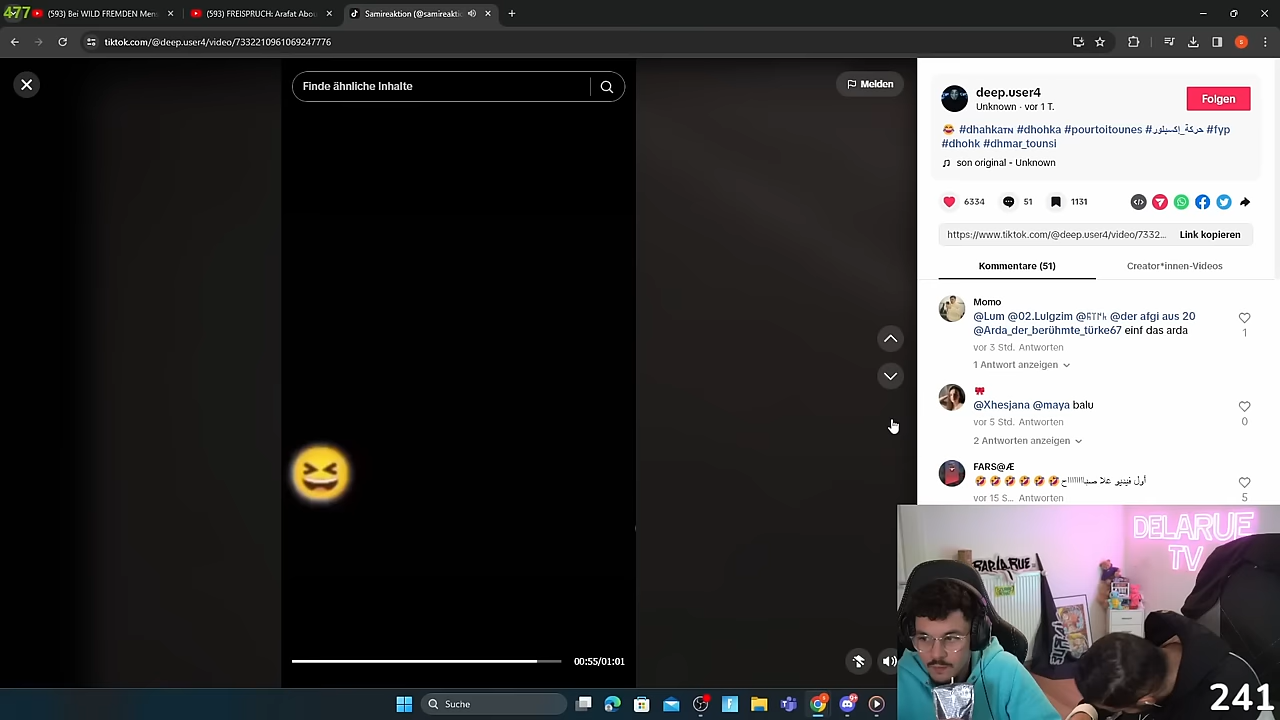 477
(593) Bei WILD FREMDEN Men
(593) FREISPRUCH: Arafat Abou
Samireaktion (@samireakti
tiktok.com/@deep.user4/video/7332210961069247776
Finde ähnliche Inhalte
Melden
deep.user4
Unknown · vor 1 T.
Folgen
😂 #dhahkaᴛɴ #dhohka #pourtoitounes #حركة_إكسبلور #fyp
#dhohk #dhmar_tounsi
son original - Unknown
6334
51
1131
https://www.tiktok.com/@deep.user4/video/7332...
Link kopieren
Kommentare (51)
Creator*innen-Videos
Momo
@Lum @02.Lulgzim @der afgi aus 20
@Arda_der_berühmte_türke67 einf das arda
1
vor 3 Std. Antworten
1 Antwort anzeigen
@Xhesjana @maya balu
0
vor 5 Std. Antworten
2 Antworten anzeigen
FARS@Æ
أول فيديو علا صباااااااااح🤣🤣🤣🤣🤣🤣
5
vor 15 S... Antworten
00:55/01:01
DELARUE
TV
Suche
241